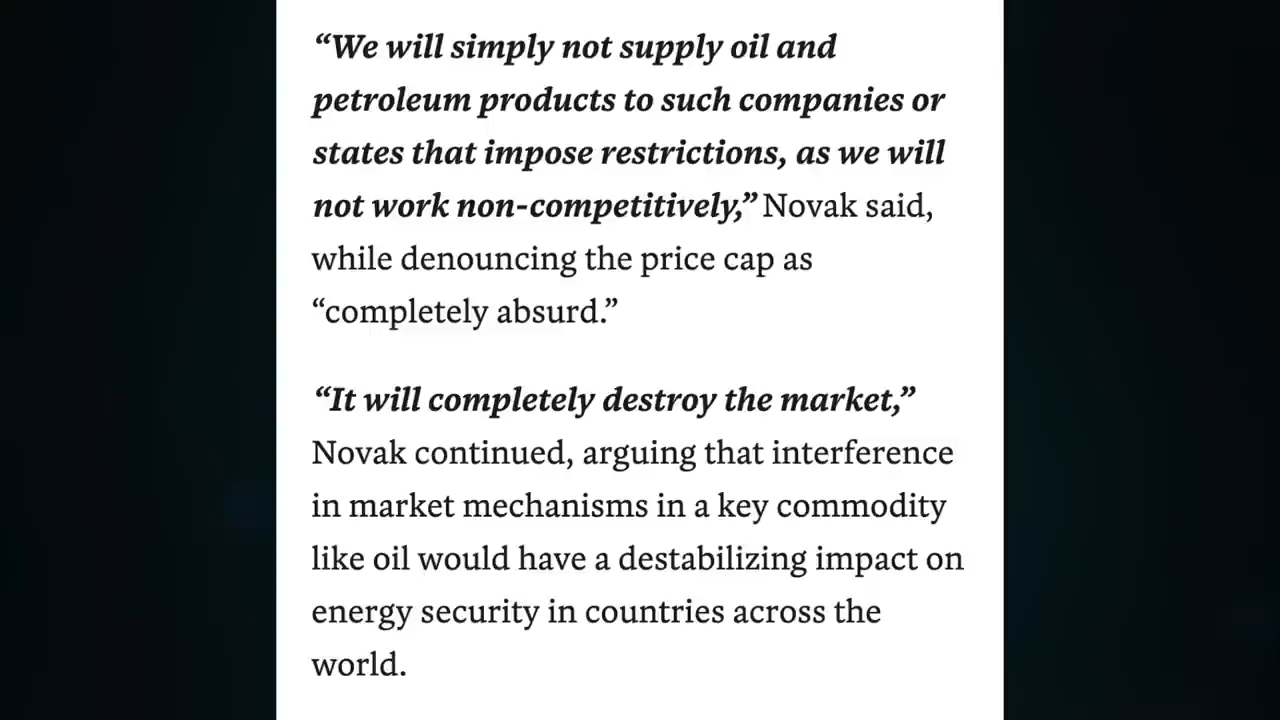 “We will simply not supply oil and
petroleum products to such companies or
states that impose restrictions, as we will
not work non-competitively,” Novak said,
while denouncing the price cap as
“completely absurd.”
“It will completely destroy the market,”
Novak continued, arguing that interference
in market mechanisms in a key commodity
like oil would have a destabilizing impact on
energy security in countries across the
world.